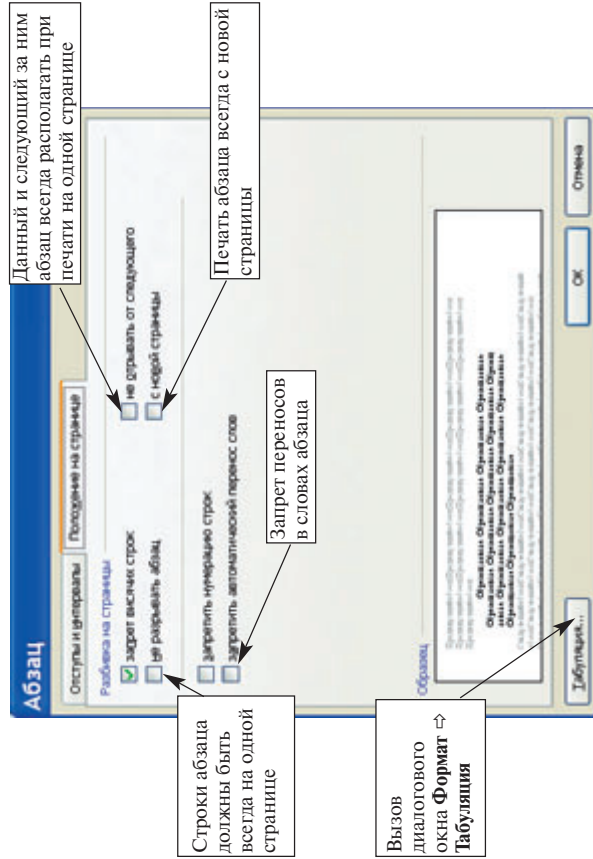 Данный и следующий за ним
абзац всегда располагать при
печати на одной странице
Абзац
Отступы и интервалы
Положение на странице
Разбивка на страницы
запрет висячих строк
не отрывать от следующего
не разрывать абзац
с новой страницы
Печать абзаца всегда с новой
страницы
Строки абзаца
должны быть
всегда на одной
странице
запретить нумерацию строк
запретить автоматический перенос слов
Запрет переносов
в словах абзаца
Образец
Вызов
диалогового
окна Формат ⇨
Табуляция
Табуляция...
ОК
Отмена